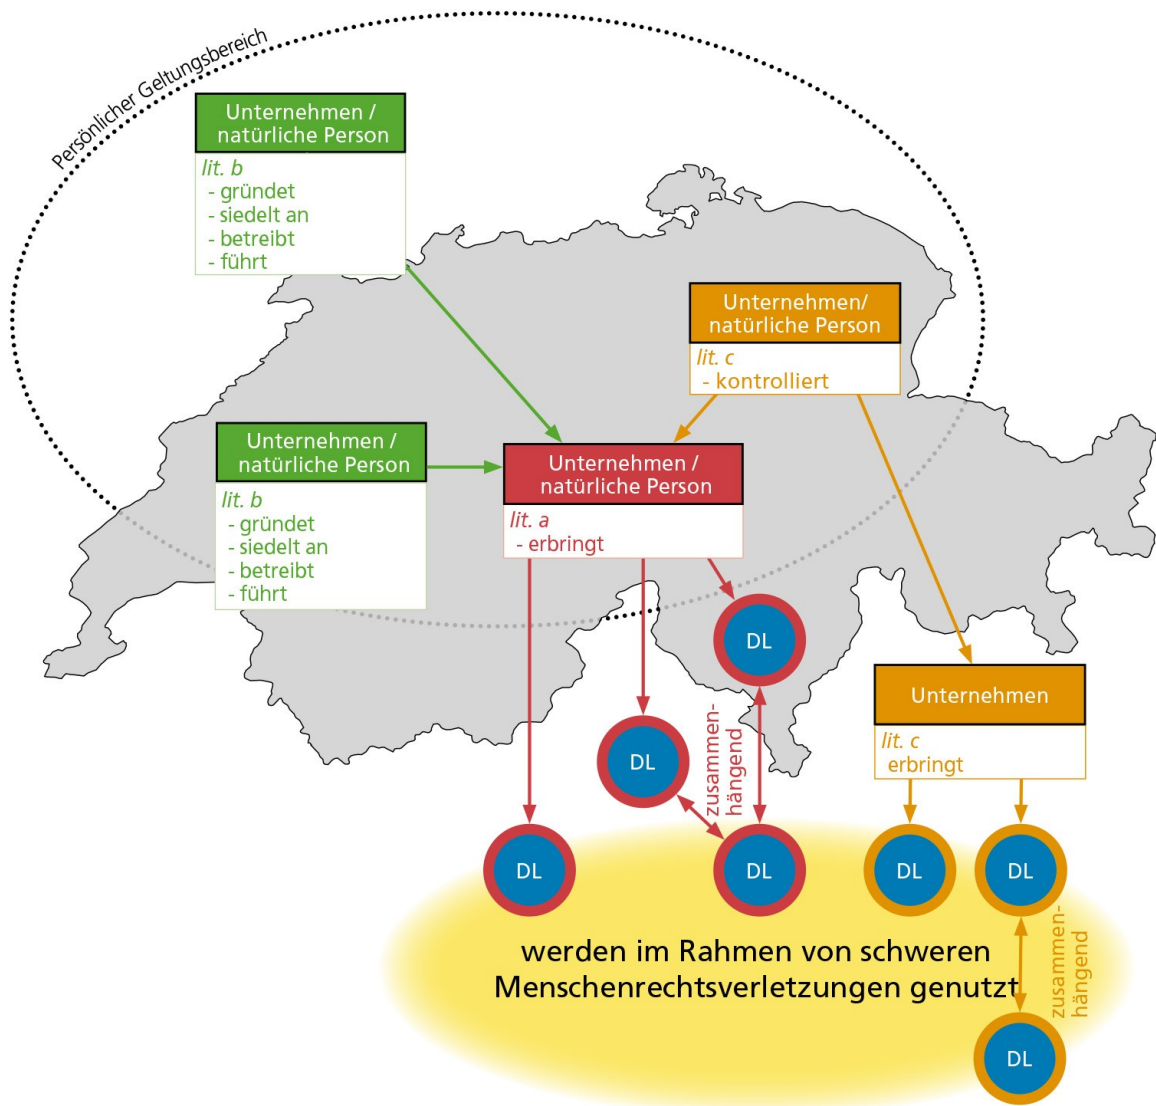 Persönlicher Geltungsbereich
Unternehmen /
natürliche Person
lit. b
- gründet
- siedelt an
- betreibt
- führt
Unternehmen/
natürliche Person
lit. c
- kontrolliert
Unternehmen /
natürliche Person
lit. b
- gründet
- siedelt an
- betreibt
- führt
Unternehmen /
natürliche Person
lit. a
- erbringt
DL
Unternehmen
lit. c
erbringt
DL
zusammen-
hängend
DL
DL
DL
DL
werden im Rahmen von schweren
Menschenrechtsverletzungen genutzt
zusammen-
hängend
DL